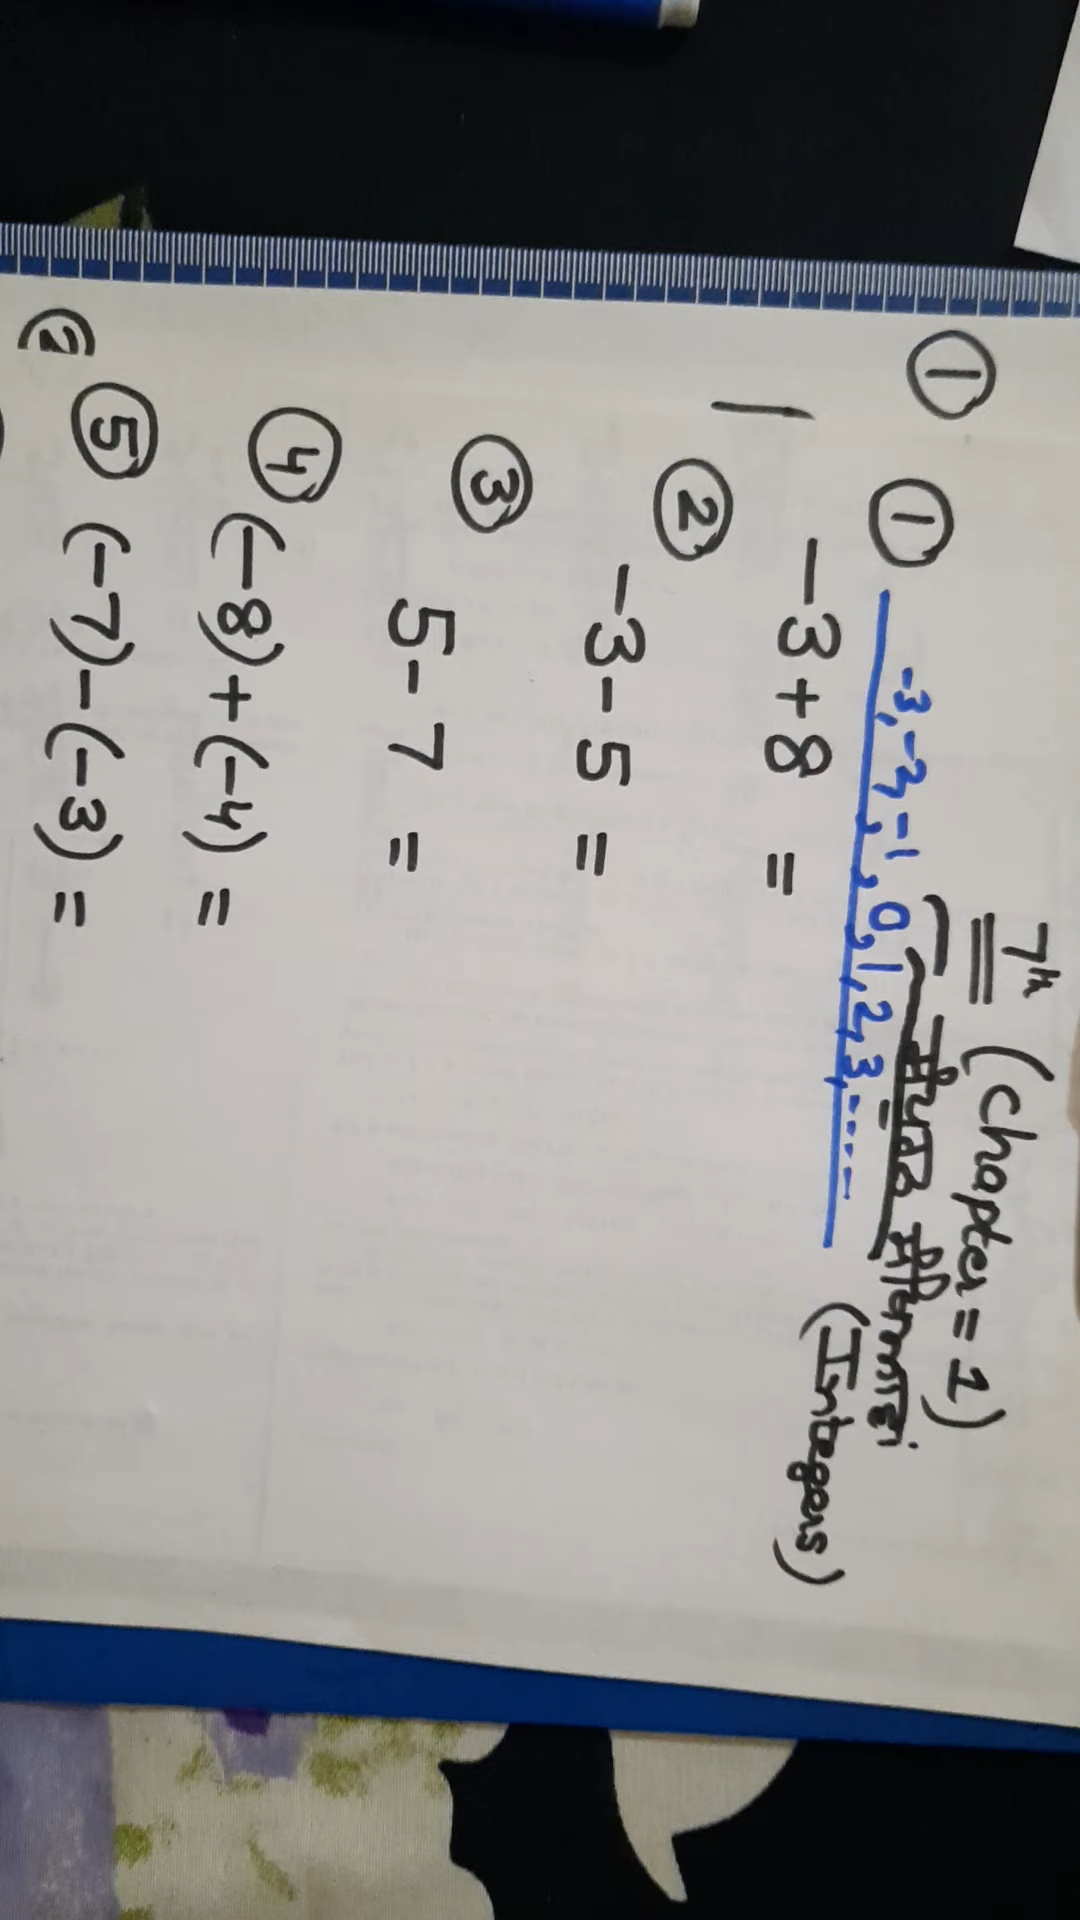 7th (Chapter = 1)
① संख्याएं
(Integers)
-3, -2, -1, 0, 1, 2, 3 ----
① -3 + 8 =
② -3 - 5 =
③ 5 - 7 =
④ (-8) + (-4) =
⑤ (-7) - (-3) =
②